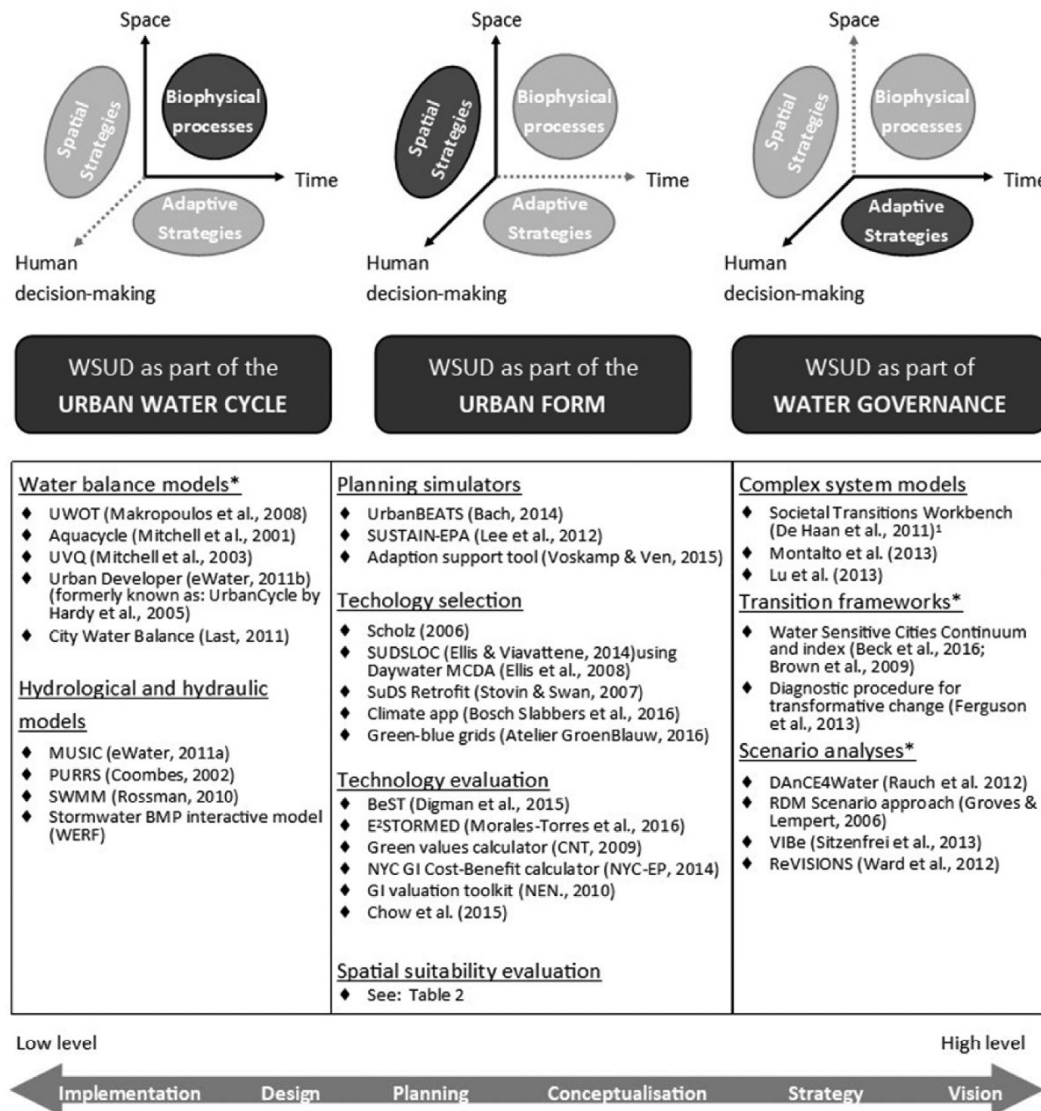 Space
Spatial
Strategies
Biophysical
processes
Time
Adaptive
Strategies
Human
decision-making
Space
Spatial
Strategies
Biophysical
processes
Time
Adaptive
Strategies
Human
decision-making
Space
Spatial
Strategies
Biophysical
processes
Time
Adaptive
Strategies
Human
decision-making
WSUD as part of the
URBAN WATER CYCLE
WSUD as part of the
URBAN FORM
WSUD as part of
WATER GOVERNANCE
Water balance models*
♦ UWOT (Makropoulos et al., 2008)
♦ Aquacycle (Mitchell et al., 2001)
♦ UVQ (Mitchell et al., 2003)
♦ Urban Developer (eWater, 2011b)
(formerly known as: UrbanCycle by
Hardy et al., 2005)
♦ City Water Balance (Last, 2011)
Hydrological and hydraulic
models
♦ MUSIC (eWater, 2011a)
♦ PURRS (Coombes, 2002)
♦ SWMM (Rossman, 2010)
♦ Stormwater BMP interactive model
(WERF)
Planning simulators
♦ UrbanBEATS (Bach, 2014)
♦ SUSTAIN-EPA (Lee et al., 2012)
♦ Adaption support tool (Voskamp & Ven, 2015)
Techology selection
♦ Scholz (2006)
♦ SUDSLOC (Ellis & Viavattene, 2014)using
Daywater MCDA (Ellis et al., 2008)
♦ SuDS Retrofit (Stovin & Swan, 2007)
♦ Climate app (Bosch Slabbers et al., 2016)
♦ Green-blue grids (Atelier GroenBlauw, 2016)
Technology evaluation
♦ BeST (Digman et al., 2015)
♦ E²STORMED (Morales-Torres et al., 2016)
♦ Green values calculator (CNT, 2009)
♦ NYC GI Cost-Benefit calculator (NYC-EP, 2014)
♦ GI valuation toolkit (NEN., 2010)
♦ Chow et al. (2015)
Spatial suitability evaluation
♦ See: Table 2
Complex system models
♦ Societal Transitions Workbench
(De Haan et al., 2011)¹
♦ Montalto et al. (2013)
♦ Lu et al. (2013)
Transition frameworks*
♦ Water Sensitive Cities Continuum
and index (Beck et al., 2016;
Brown et al., 2009)
♦ Diagnostic procedure for
transformative change (Ferguson
et al., 2013)
Scenario analyses*
♦ DAnCE4Water (Rauch et al. 2012)
♦ RDM Scenario approach (Groves &
Lempert, 2006)
♦ VIBe (Sitzenfrei et al., 2013)
♦ ReVISIONS (Ward et al., 2012)
Low level
High level
Implementation Design Planning Conceptualisation Strategy Vision